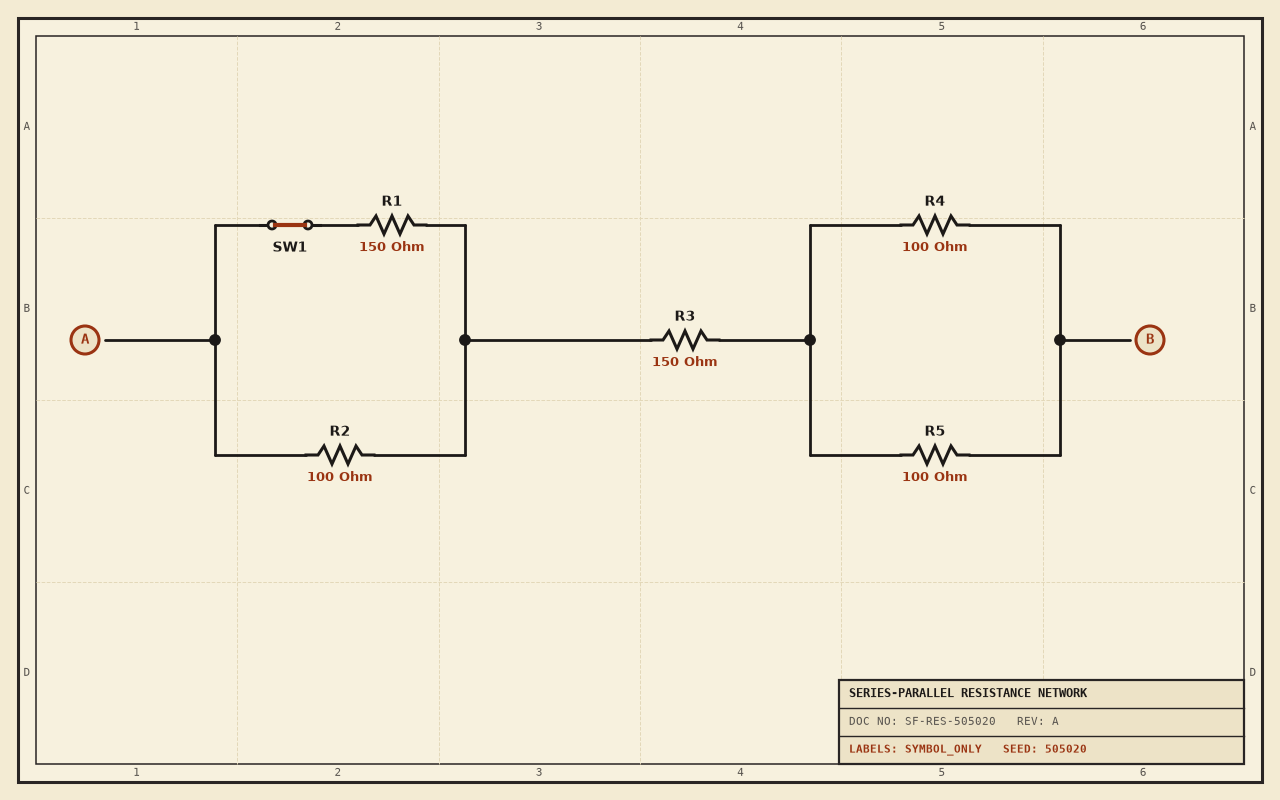 1 2 3 4 5 6
A A
R1 R4
SW1 150 Ohm 100 Ohm
B B
R3
A B
150 Ohm
R2 R5
100 Ohm 100 Ohm
C C
D D
SERIES-PARALLEL RESISTANCE NETWORK
DOC NO: SF-RES-505020 REV: A
LABELS: SYMBOL_ONLY SEED: 505020
1 2 3 4 5 6